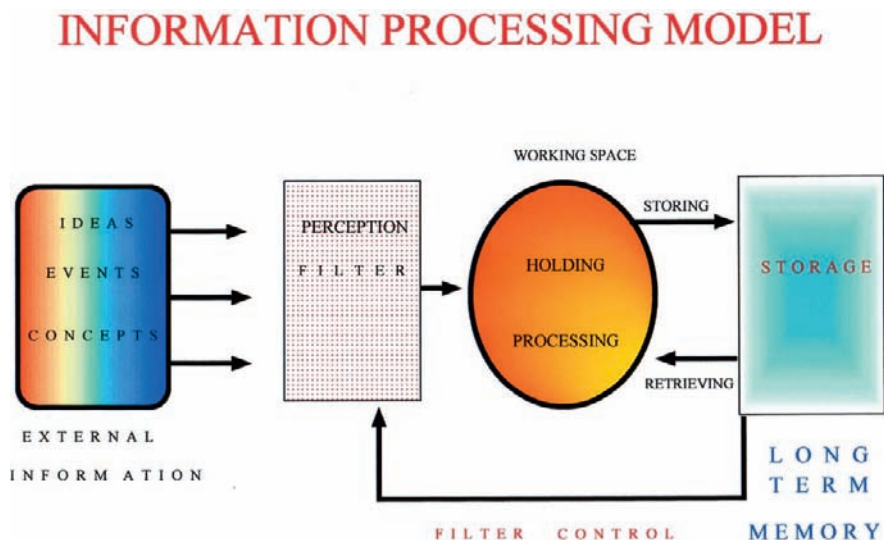 INFORMATION PROCESSING MODEL
IDEAS
EVENTS
CONCEPTS
EXTERNAL
INFORMATION
PERCEPTION
FILTER
WORKING SPACE
HOLDING
PROCESSING
STORING
RETRIEVING
STORAGE
LONG
TERM
MEMORY
FILTER CONTROL